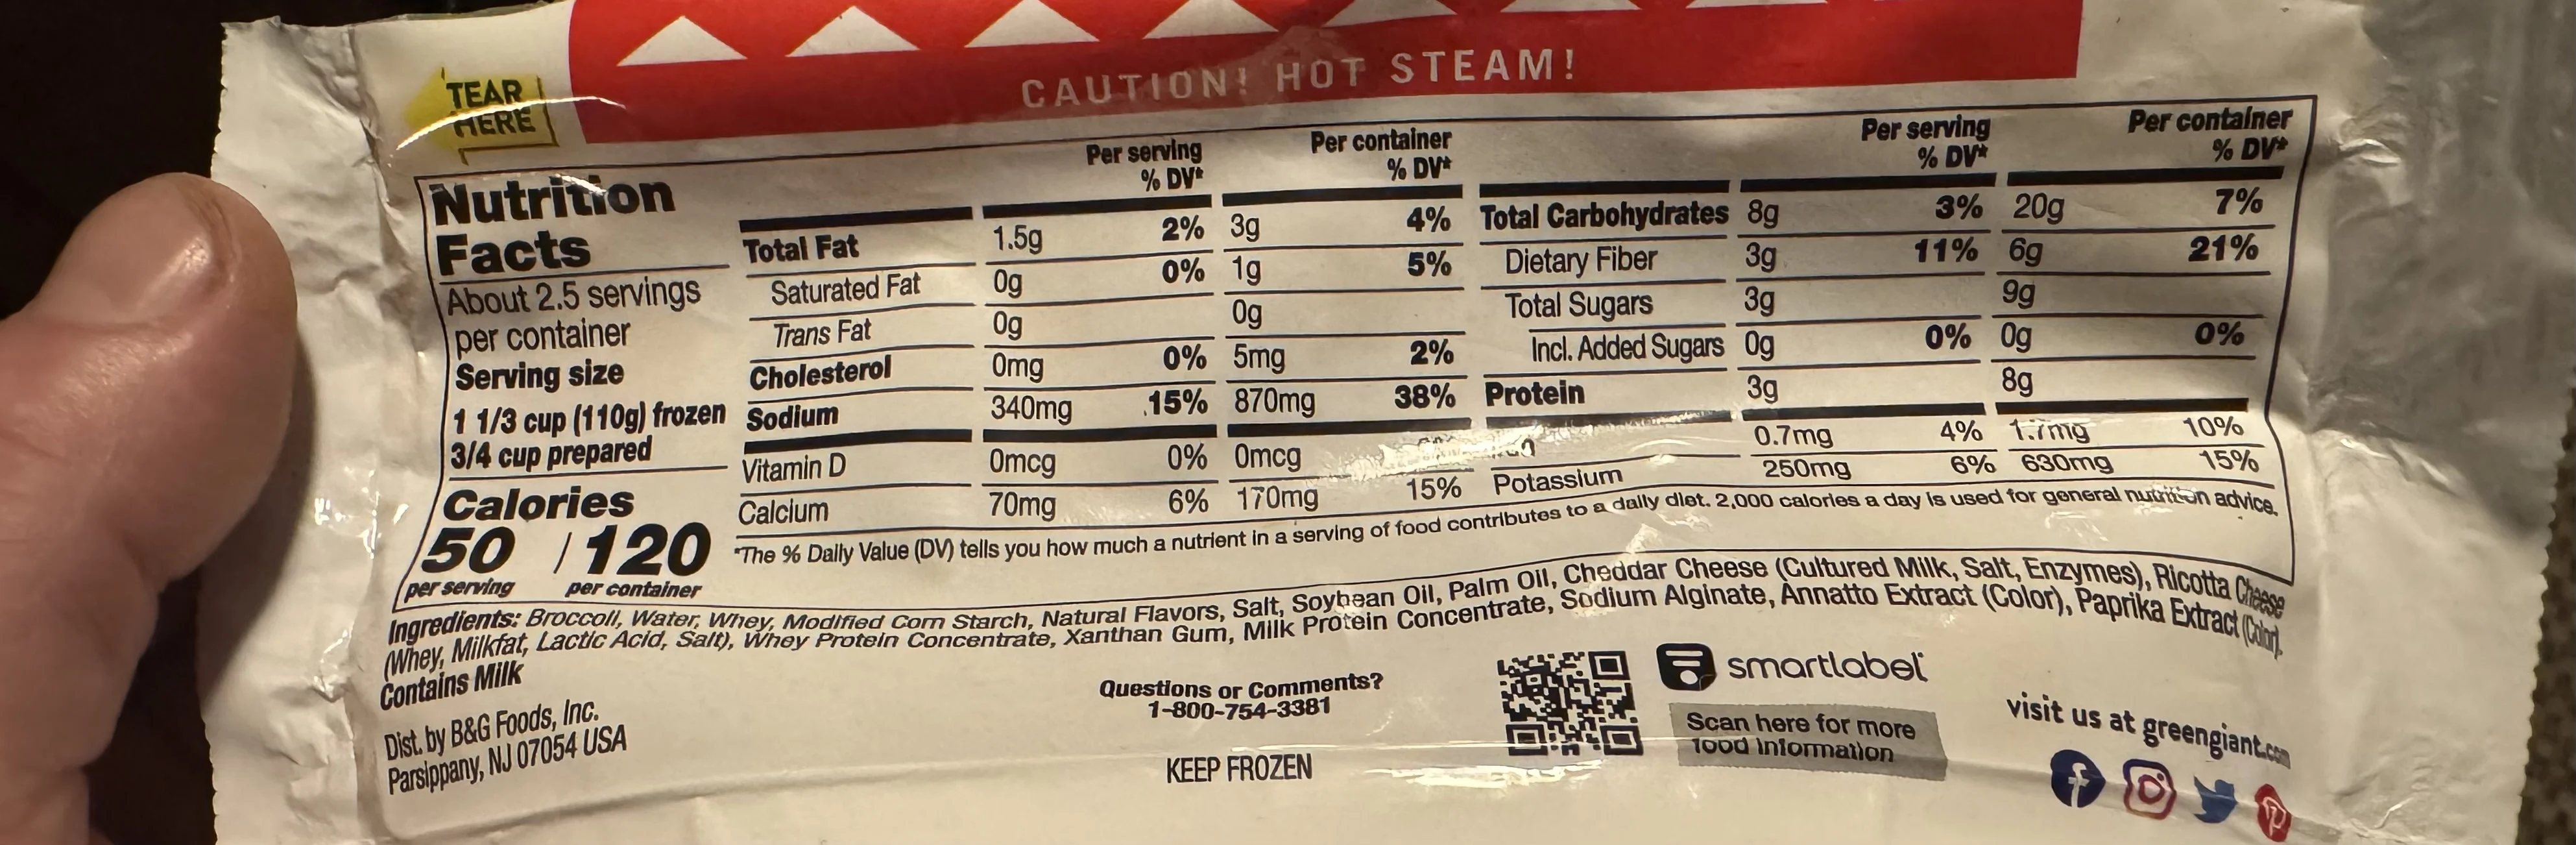 TEAR
HERE
CAUTION! HOT STEAM!
Nutrition
Facts
About 2.5 servings
per container
Serving size
1 1/3 cup (110g) frozen
3/4 cup prepared
Calories
50 / 120
per serving per container
Per serving Per container
% DV* % DV*
Total Fat 1.5g 2% 3g 4%
Saturated Fat 0g 0% 1g 5%
Trans Fat 0g 0g
Cholesterol 0mg 0% 5mg 2%
Sodium 340mg 15% 870mg 38%
Vitamin D 0mcg 0% 0mcg
Calcium 70mg 6% 170mg 15%
Per serving Per container
% DV* % DV*
Total Carbohydrates 8g 3% 20g 7%
Dietary Fiber 3g 11% 6g 21%
Total Sugars 3g 9g
Incl. Added Sugars 0g 0% 0g 0%
Protein 3g 8g
0.7mg 4% 1.7mg 10%
Potassium 250mg 6% 630mg 15%
*The % Daily Value (DV) tells you how much a nutrient in a serving of food contributes to a daily diet. 2,000 calories a day is used for general nutrition advice.
Ingredients: Broccoli, Water, Whey, Modified Corn Starch, Natural Flavors, Salt, Soybean Oil, Palm Oil, Cheddar Cheese (Cultured Milk, Salt, Enzymes), Ricotta Cheese
(Whey, Milkfat, Lactic Acid, Salt), Whey Protein Concentrate, Xanthan Gum, Milk Protein Concentrate, Sodium Alginate, Annatto Extract (Color), Paprika Extract (Color).
Contains Milk
Dist. by B&G Foods, Inc.
Parsippany, NJ 07054 USA
Questions or Comments?
1-800-754-3381
KEEP FROZEN
smartlabel
Scan here for more
food information
visit us at greengiant.com